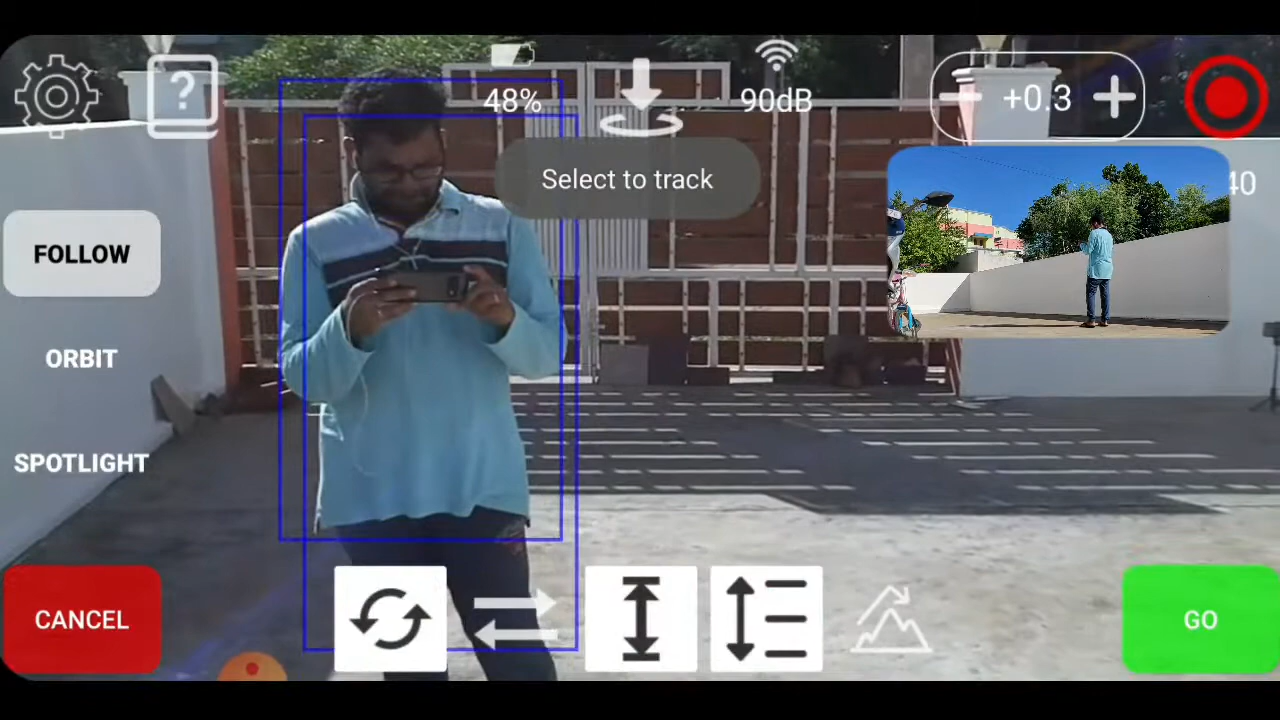 ?
48%
90dB
+0.3
Select to track
40
FOLLOW
ORBIT
SPOTLIGHT
CANCEL
GO